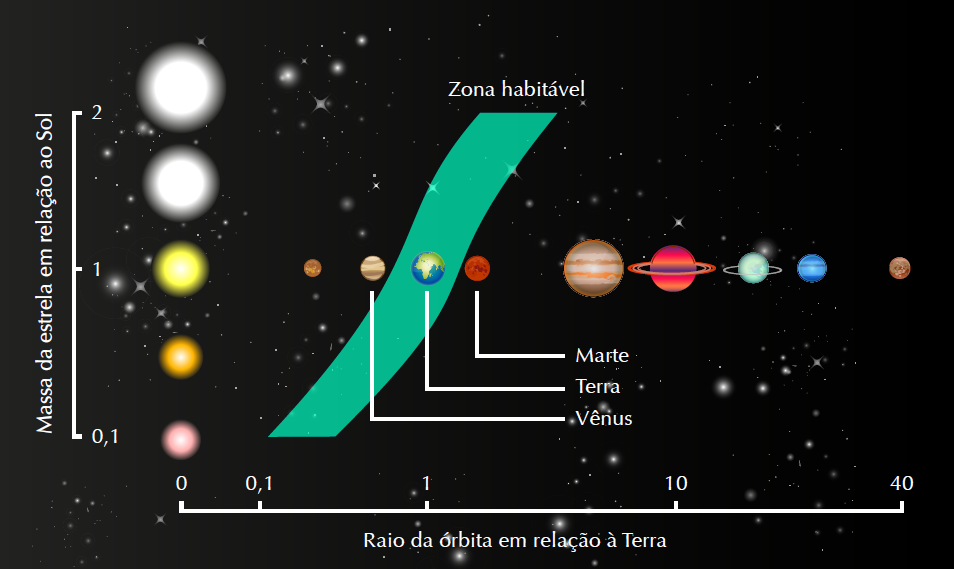 Zona habitável
Massa da estrela em relação ao Sol
2
1
0,1
Marte
Terra
Vênus
0
0,1
1
10
40
Raio da órbita em relação à Terra